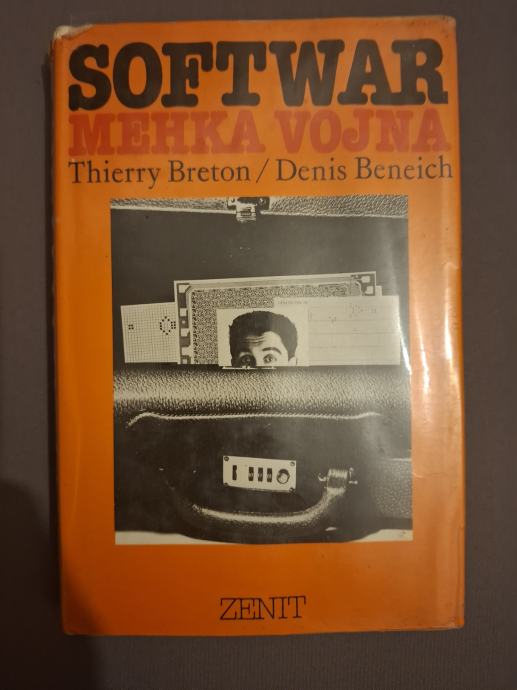 SOFTWAR
MEHKA VOJNA
Thierry Breton / Denis Beneich
ZENIT